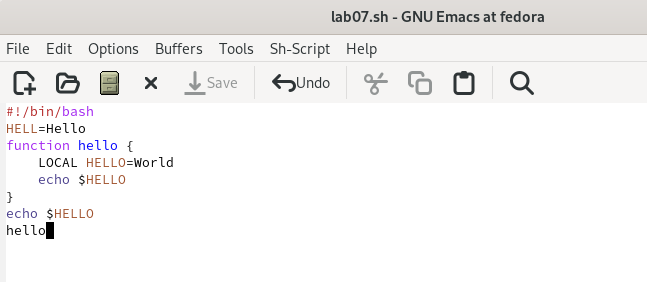 lab07.sh - GNU Emacs at fedora
File Edit Options Buffers Tools Sh-Script Help
Save Undo
#!/bin/bash
HELL=Hello
function hello {
    LOCAL HELLO=World
    echo $HELLO
}
echo $HELLO
hello